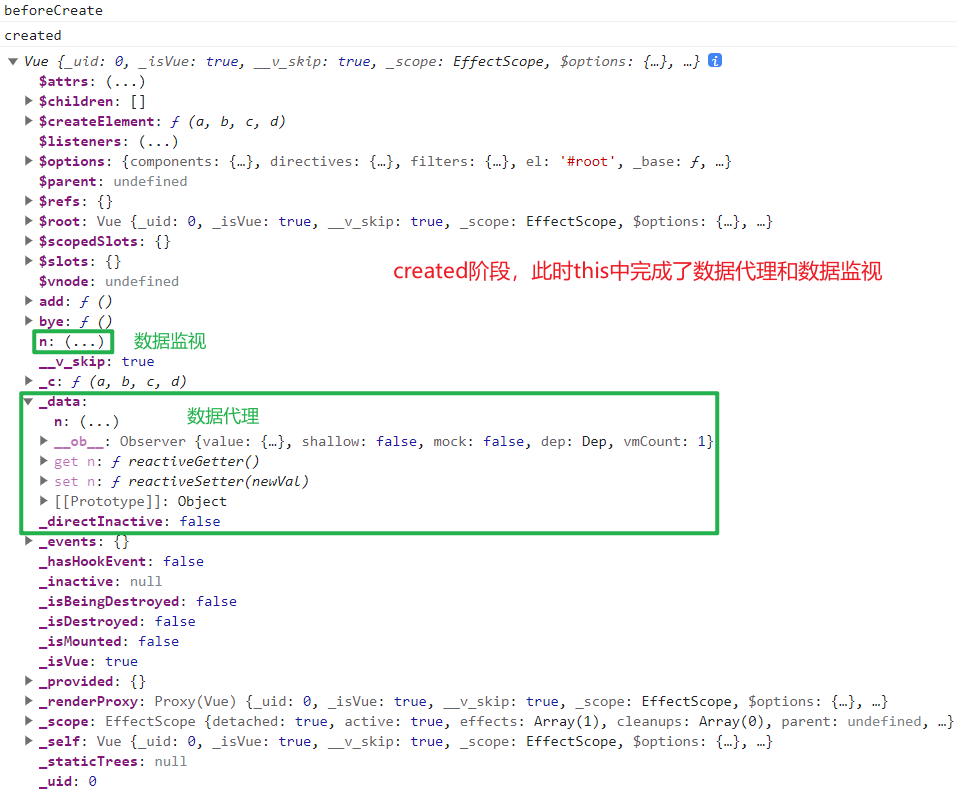 beforeCreate
created
▼ Vue {_uid: 0, _isVue: true, __v_skip: true, _scope: EffectScope, $options: {…}, …} i
$attrs: (...)
▶ $children: []
▶ $createElement: ƒ (a, b, c, d)
$listeners: (...)
▶ $options: {components: {…}, directives: {…}, filters: {…}, el: '#root', _base: ƒ, …}
$parent: undefined
▶ $refs: {}
▶ $root: Vue {_uid: 0, _isVue: true, __v_skip: true, _scope: EffectScope, $options: {…}, …}
▶ $scopedSlots: {}
▶ $slots: {}
created阶段，此时this中完成了数据代理和数据监视
$vnode: undefined
▶ add: ƒ ()
▶ bye: ƒ ()
n: (...) 数据监视
__v_skip: true
▶ _c: ƒ (a, b, c, d)
▼ _data:
n: (...) 数据代理
▶ __ob__: Observer {value: {…}, shallow: false, mock: false, dep: Dep, vmCount: 1}
▶ get n: ƒ reactiveGetter()
▶ set n: ƒ reactiveSetter(newVal)
▶ [[Prototype]]: Object
_directInactive: false
▶ _events: {}
_hasHookEvent: false
_inactive: null
_isBeingDestroyed: false
_isDestroyed: false
_isMounted: false
_isVue: true
▶ _provided: {}
▶ _renderProxy: Proxy(Vue) {_uid: 0, _isVue: true, __v_skip: true, _scope: EffectScope, $options: {…}, …}
▶ _scope: EffectScope {detached: true, active: true, effects: Array(1), cleanups: Array(0), parent: undefined, …}
▶ _self: Vue {_uid: 0, _isVue: true, __v_skip: true, _scope: EffectScope, $options: {…}, …}
_staticTrees: null
_uid: 0